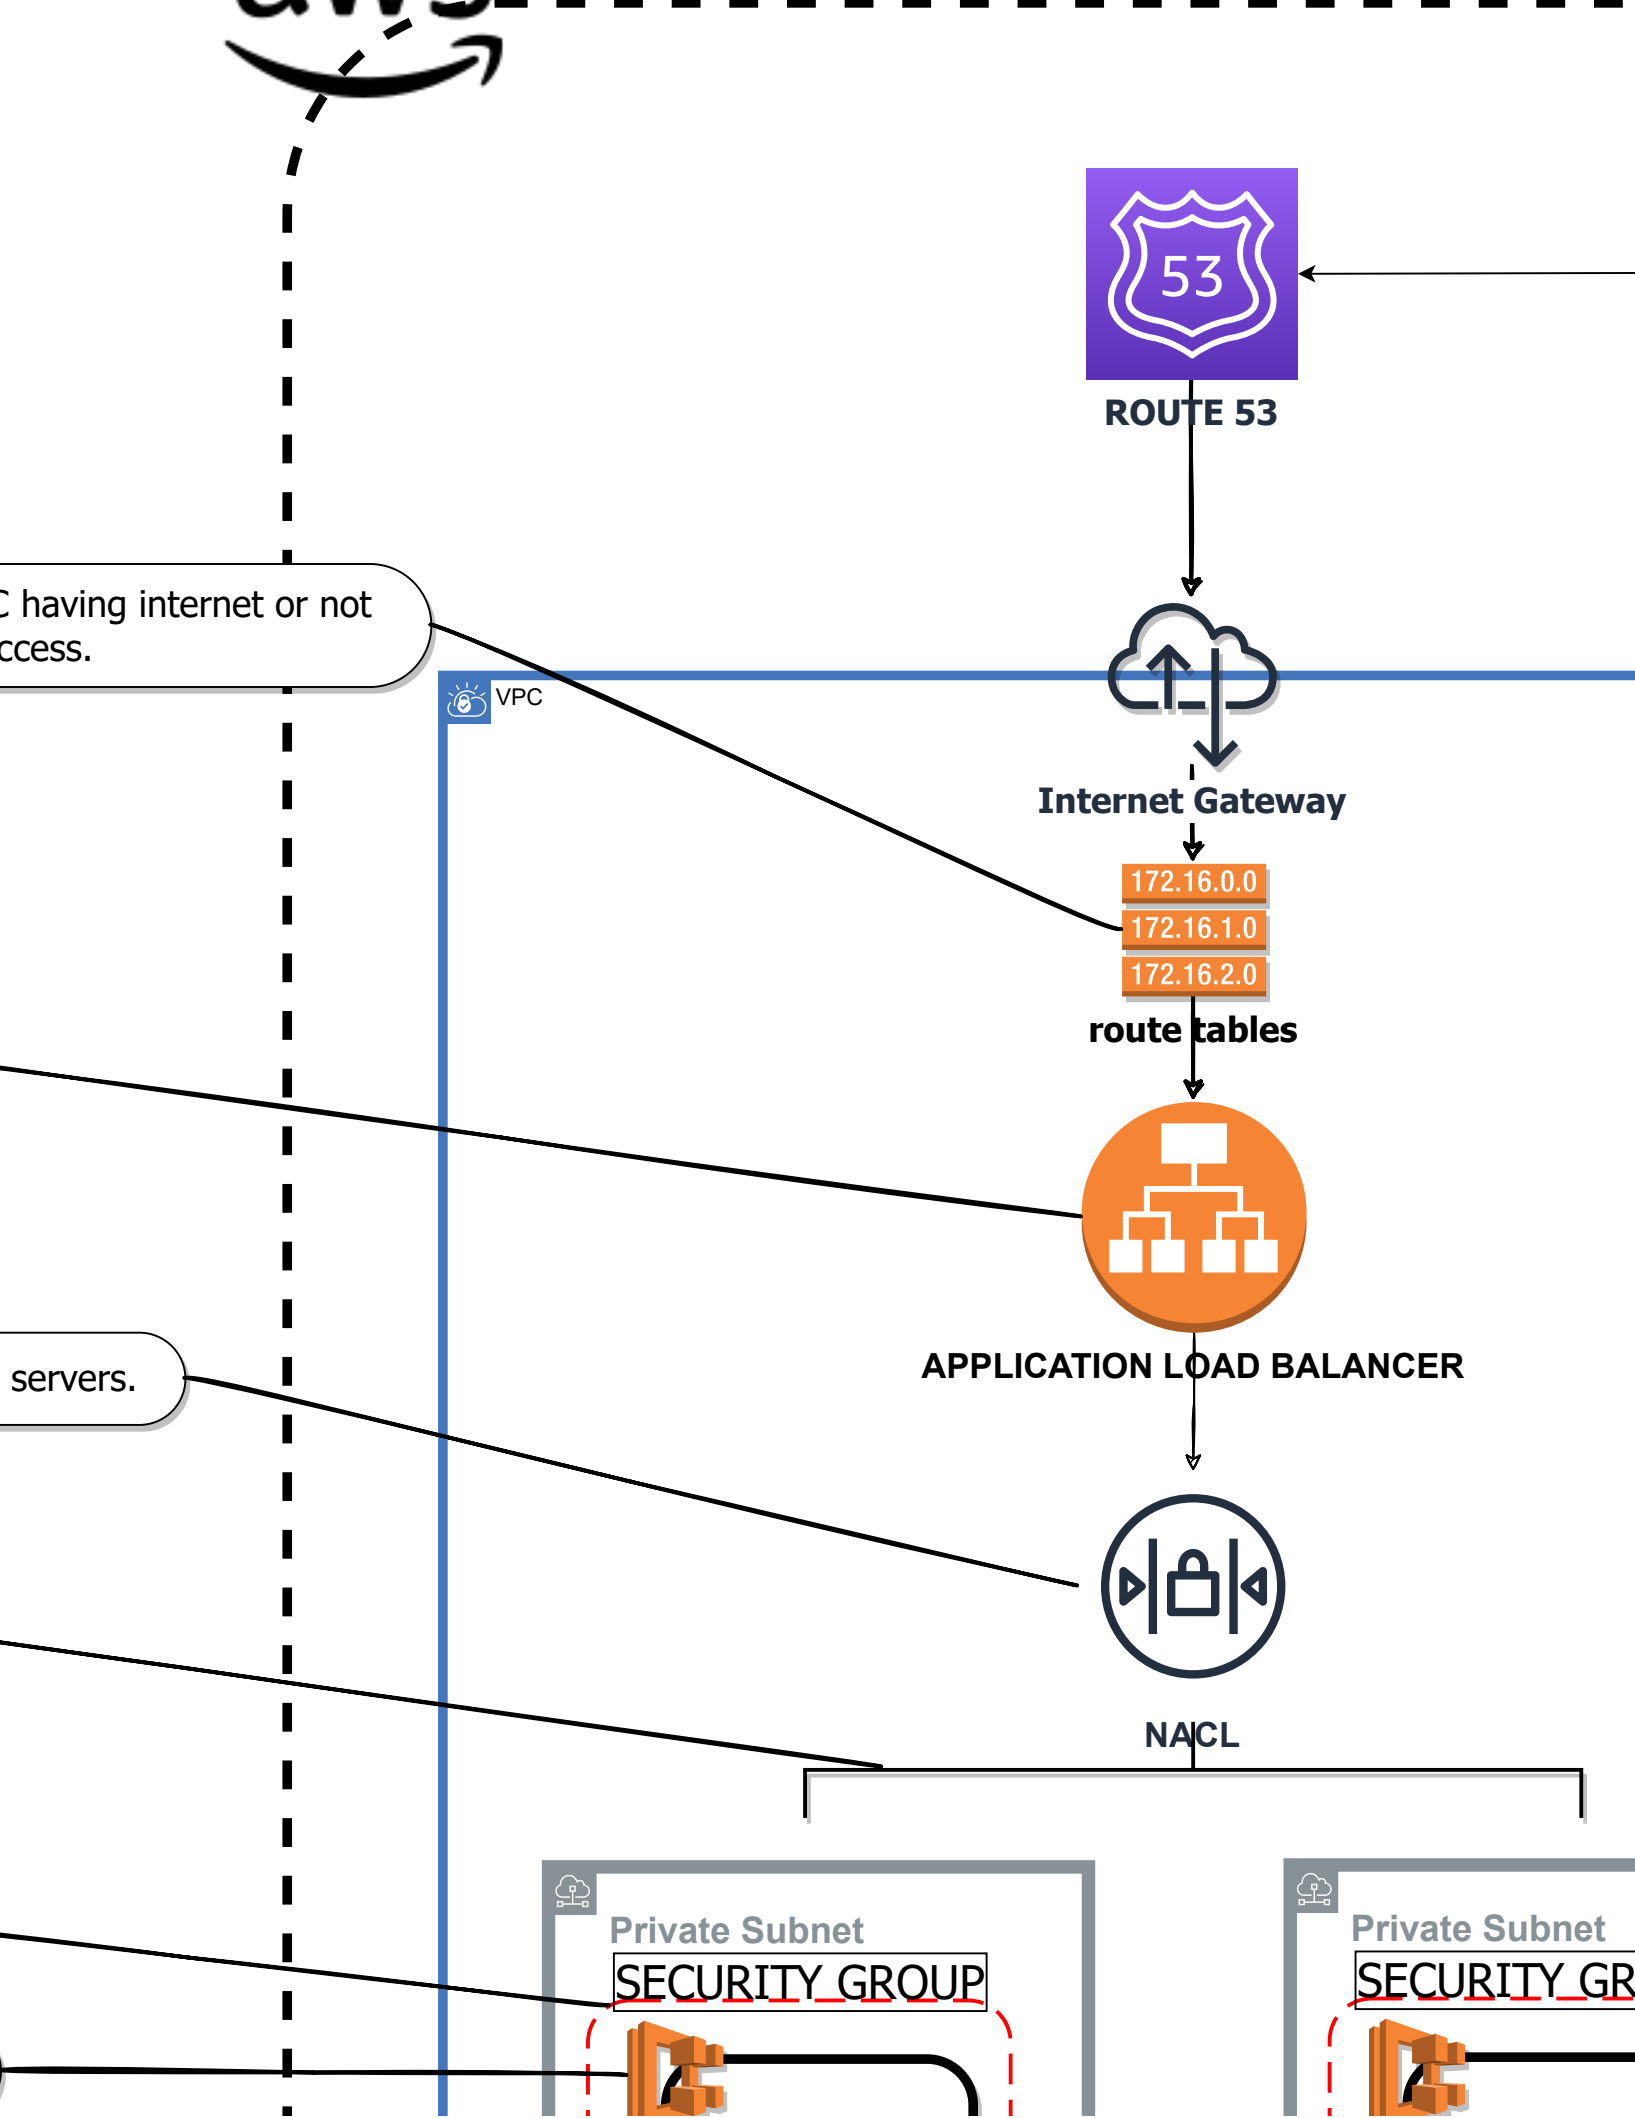 aws
53
ROUTE 53
C having internet or not
ccess.
VPC
Internet Gateway
172.16.0.0
172.16.1.0
172.16.2.0
route tables
APPLICATION LOAD BALANCER
servers.
NACL
Private Subnet
Private Subnet
SECURITY GROUP
SECURITY GR